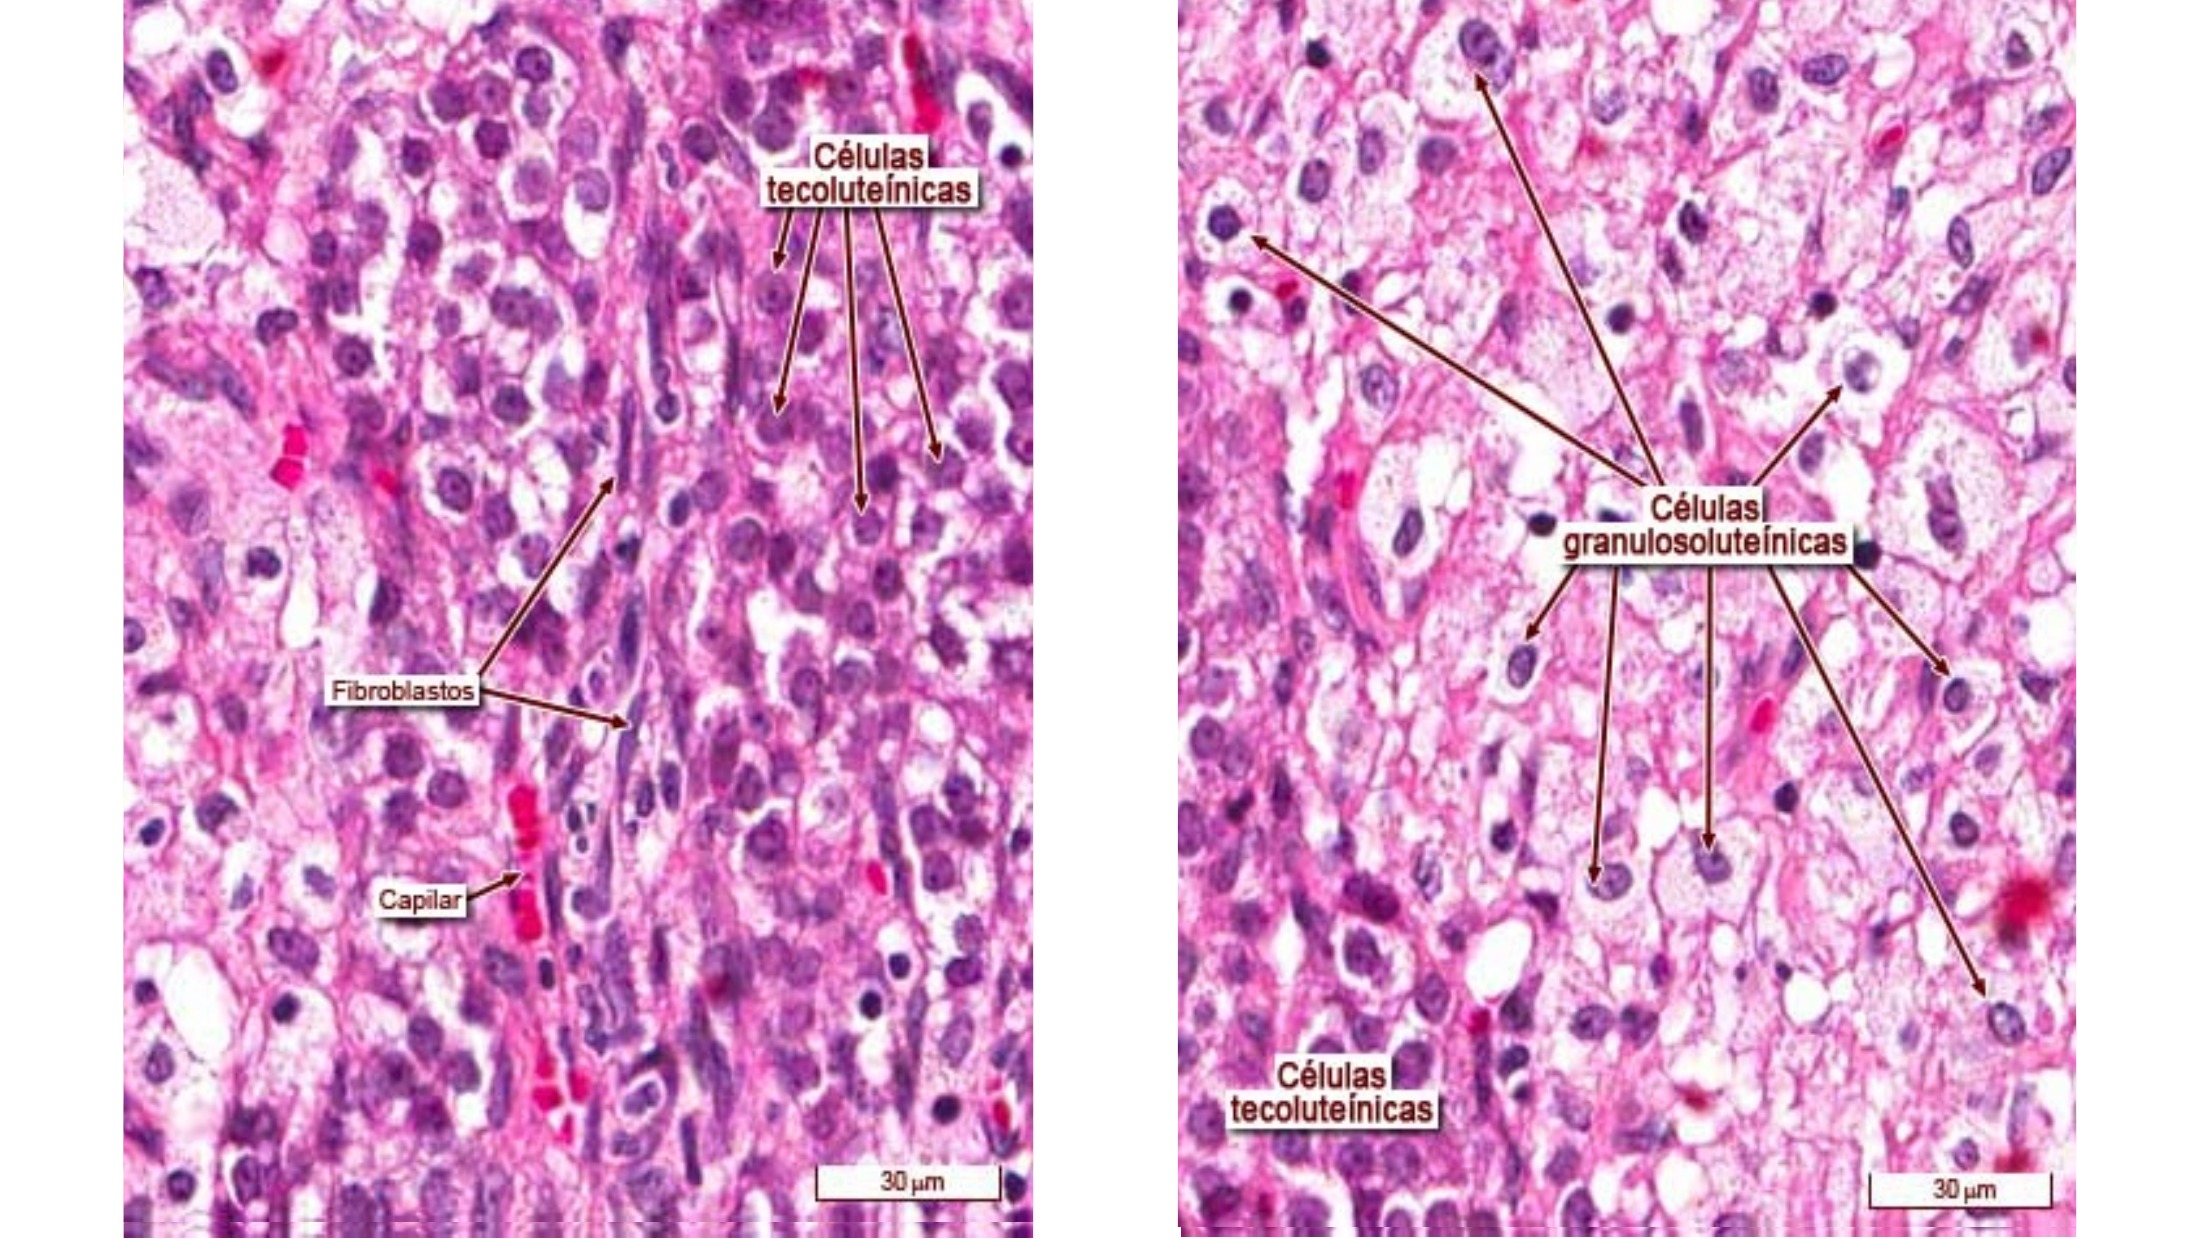 Células
tecoluteínicas
Fibroblastos
Capilar
30 µm
Células
granulosoluteínicas
Células
tecoluteínicas
30 µm